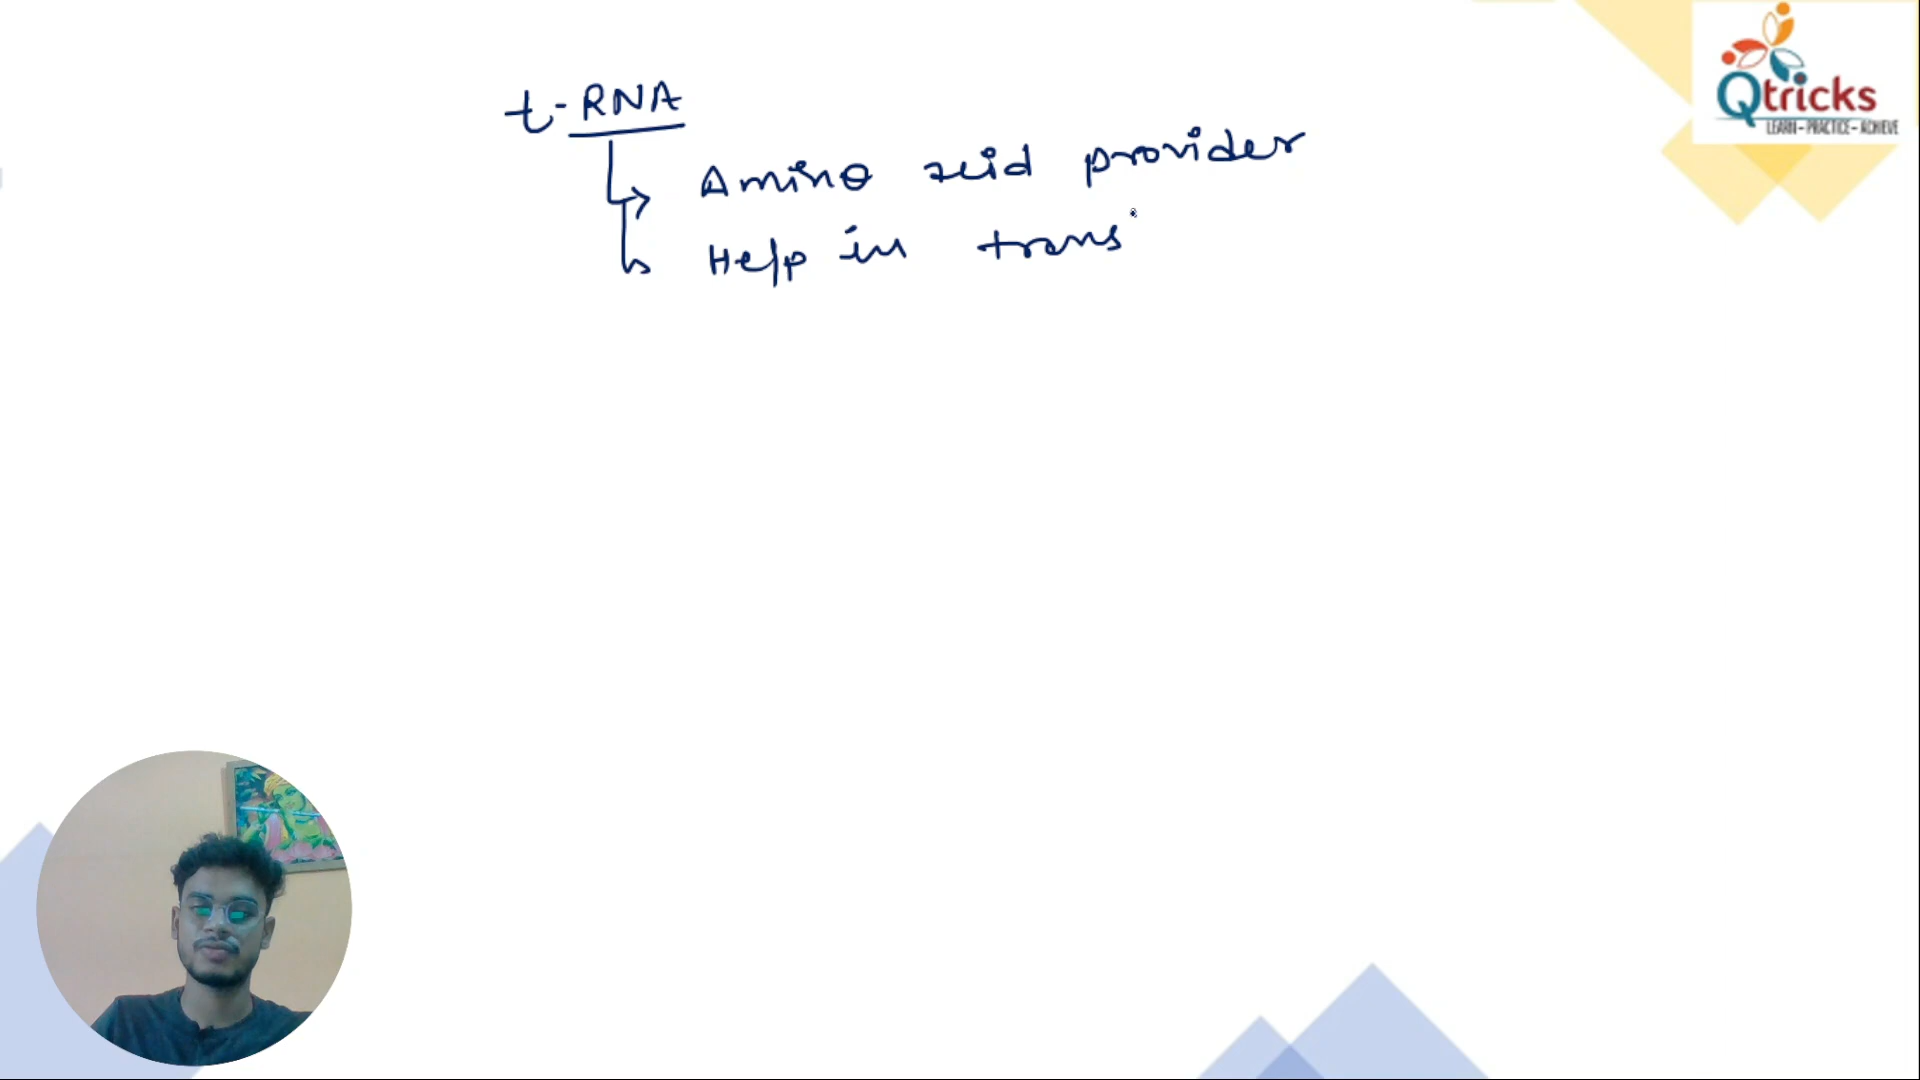 t-RNA
Amino acid provider
Help in trans
Qtricks
LEARN - PRACTICE - ACHIEVE